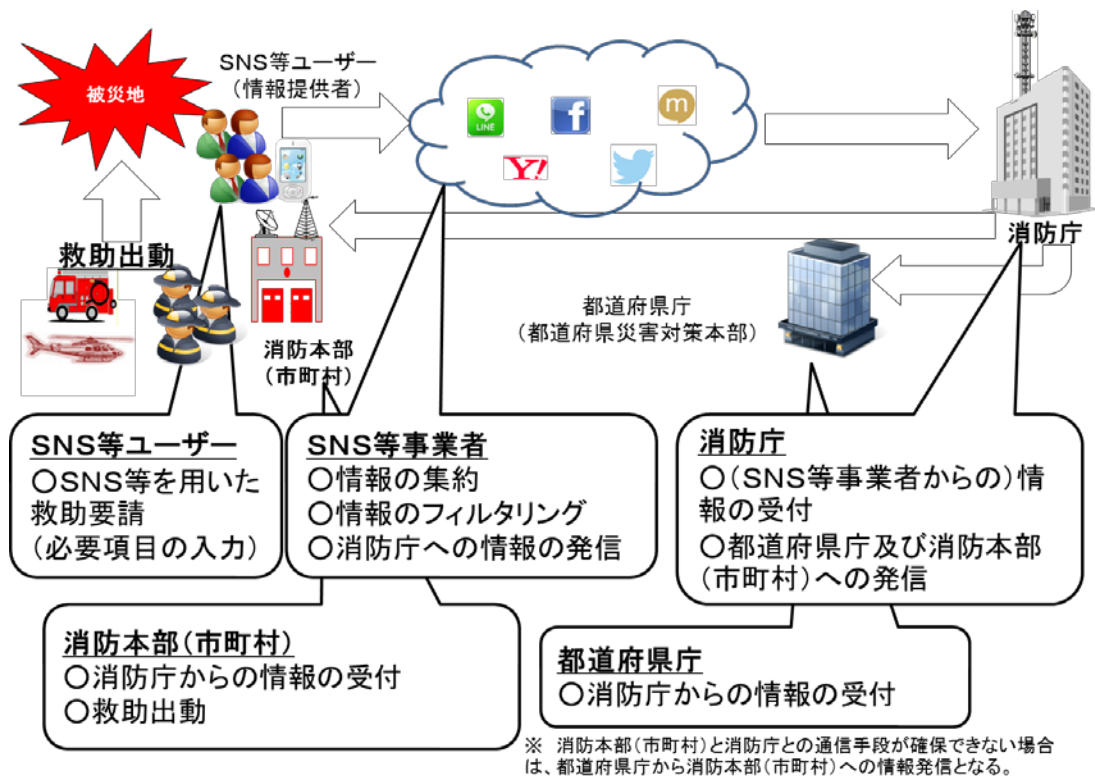 被災地
SNS等ユーザー
(情報提供者)
LINE
f
m
Y!
消防庁
救助出動
都道府県庁
(都道府県災害対策本部)
消防本部
(市町村)
SNS等ユーザー
○SNS等を用いた
救助要請
(必要項目の入力)
SNS等事業者
○情報の集約
○情報のフィルタリング
○消防庁への情報の発信
消防庁
○(SNS等事業者からの)情
報の受付
○都道府県庁及び消防本部
(市町村)への発信
消防本部(市町村)
○消防庁からの情報の受付
○救助出動
都道府県庁
○消防庁からの情報の受付
※ 消防本部(市町村)と消防庁との通信手段が確保できない場合
は、都道府県庁から消防本部(市町村)への情報発信となる。